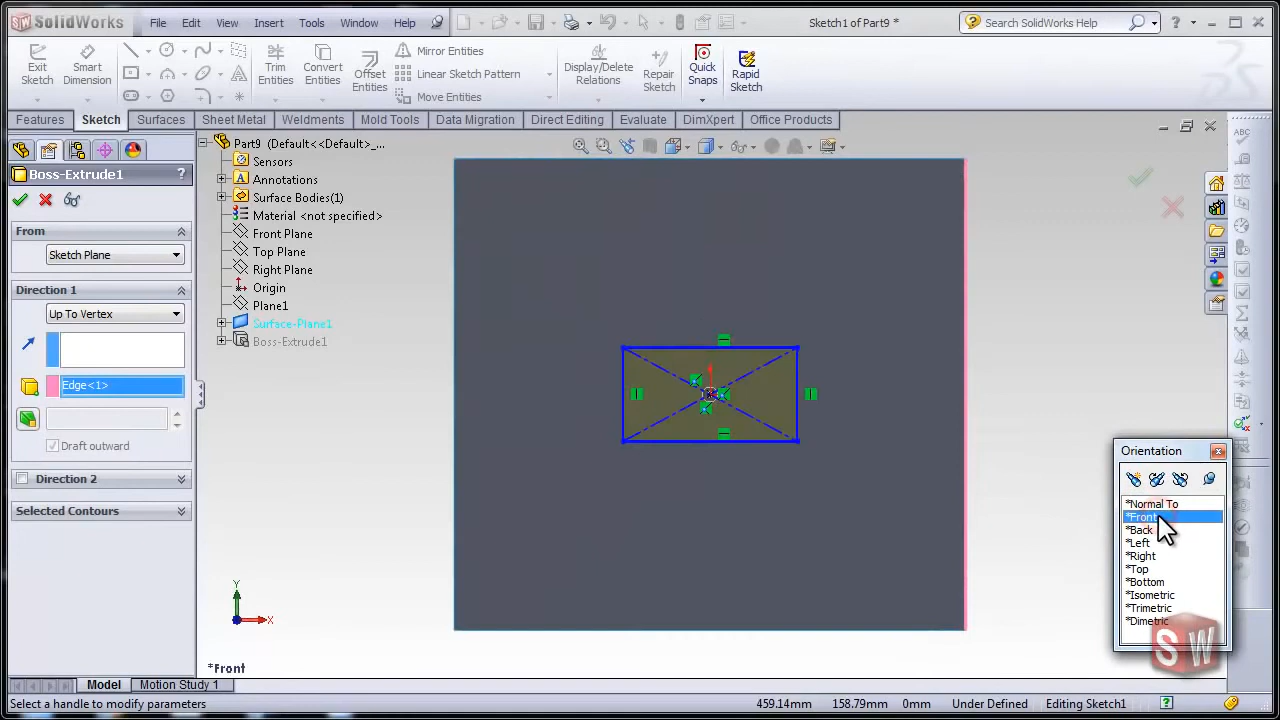 SolidWorks File Edit View Insert Tools Window Help Sketch1 of Part9 * Search SolidWorks Help
Exit Sketch
Smart Dimension
Trim Entities
Convert Entities
Offset Entities
Mirror Entities
Linear Sketch Pattern
Move Entities
Display/Delete Relations
Repair Sketch
Quick Snaps
Rapid Sketch
Features Sketch Surfaces Sheet Metal Weldments Mold Tools Data Migration Direct Editing Evaluate DimXpert Office Products
Boss-Extrude1 ?
From
Sketch Plane
Direction 1
Up To Vertex
Edge<1>
Draft outward
Direction 2
Selected Contours
Part9 (Default<<Default>_...
Sensors
Annotations
Surface Bodies(1)
Material <not specified>
Front Plane
Top Plane
Right Plane
Origin
Plane1
Surface-Plane1
Boss-Extrude1
Y
X
*Front
Orientation
*Normal To
*Front
*Back
*Left
*Right
*Top
*Bottom
*Isometric
*Trimetric
*Dimetric
SW
ABC
Model Motion Study 1
Select a handle to modify parameters 459.14mm 158.79mm 0mm Under Defined Editing Sketch1 ?